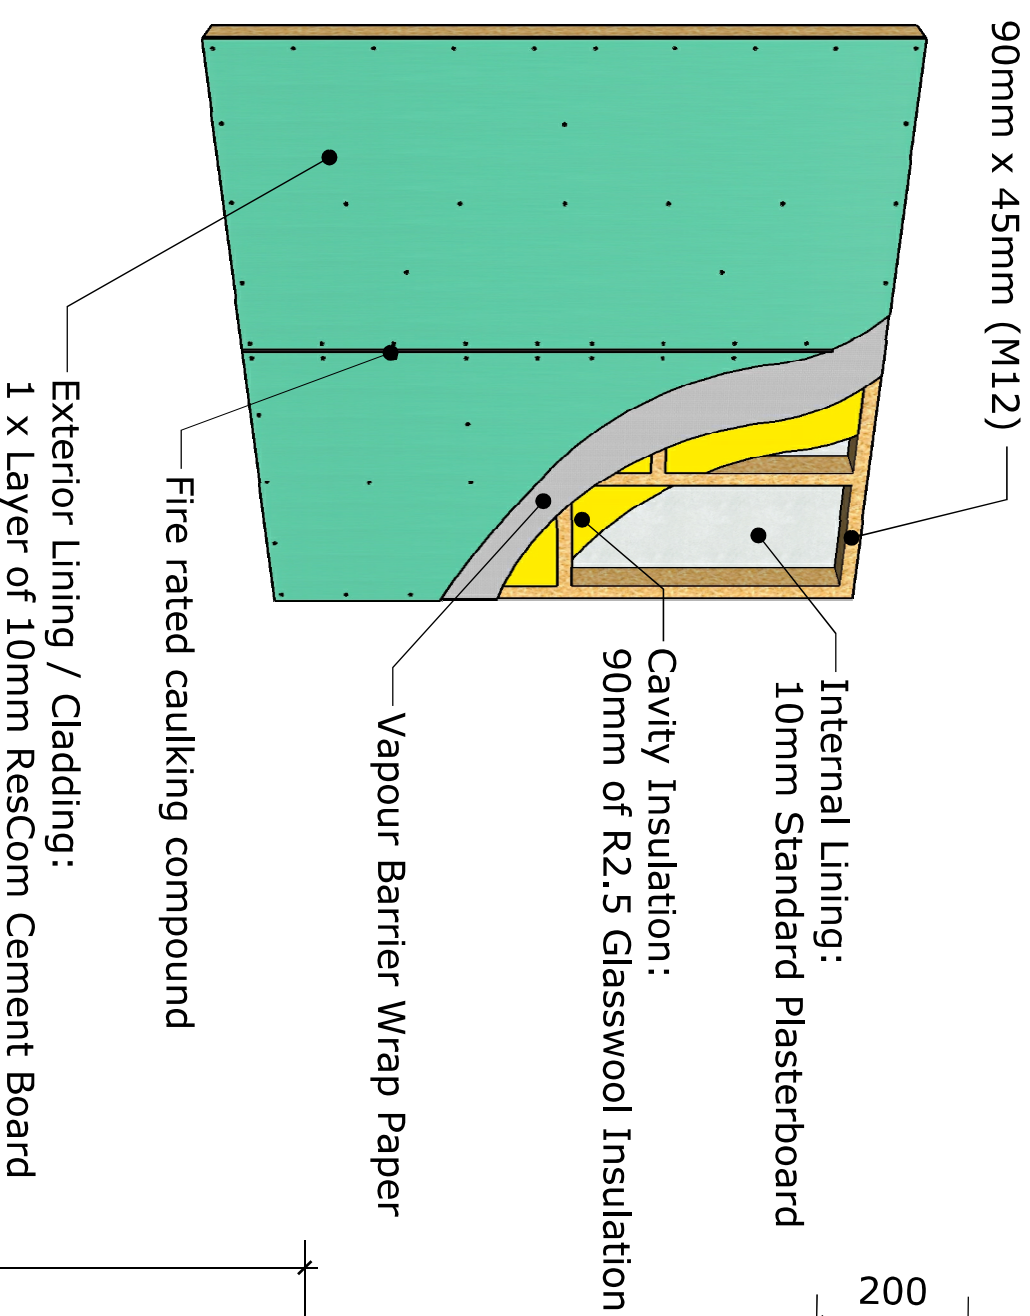 90mm x 45mm (M12)
Internal Lining:
10mm Standard Plasterboard
Cavity Insulation:
90mm of R2.5 Glasswool Insulation
Vapour Barrier Wrap Paper
Fire rated caulking compound
Exterior Lining / Cladding:
1 x Layer of 10mm ResCom Cement Board
200